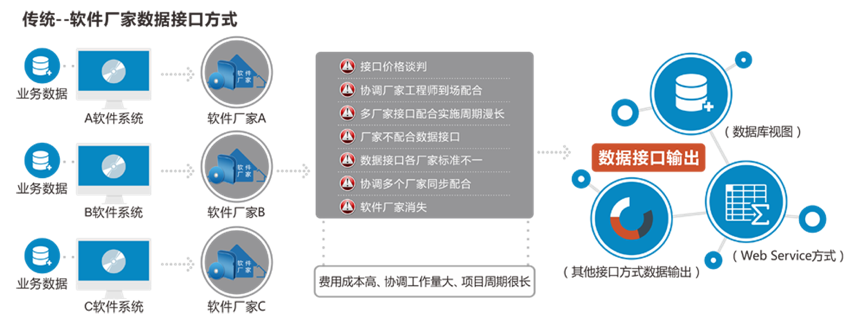 传统--软件厂家数据接口方式
业务数据
A软件系统
软件
厂家
软件厂家A
业务数据
B软件系统
软件
厂家
软件厂家B
业务数据
C软件系统
软件
厂家
软件厂家C
接口价格谈判
协调厂家工程师到场配合
多厂家接口配合实施周期漫长
厂家不配合数据接口
数据接口各厂家标准不一
协调多个厂家同步配合
软件厂家消失
费用成本高、协调工作量大、项目周期很长
数据接口输出
（数据库视图）
（Web Service方式）
（其他接口方式数据输出）